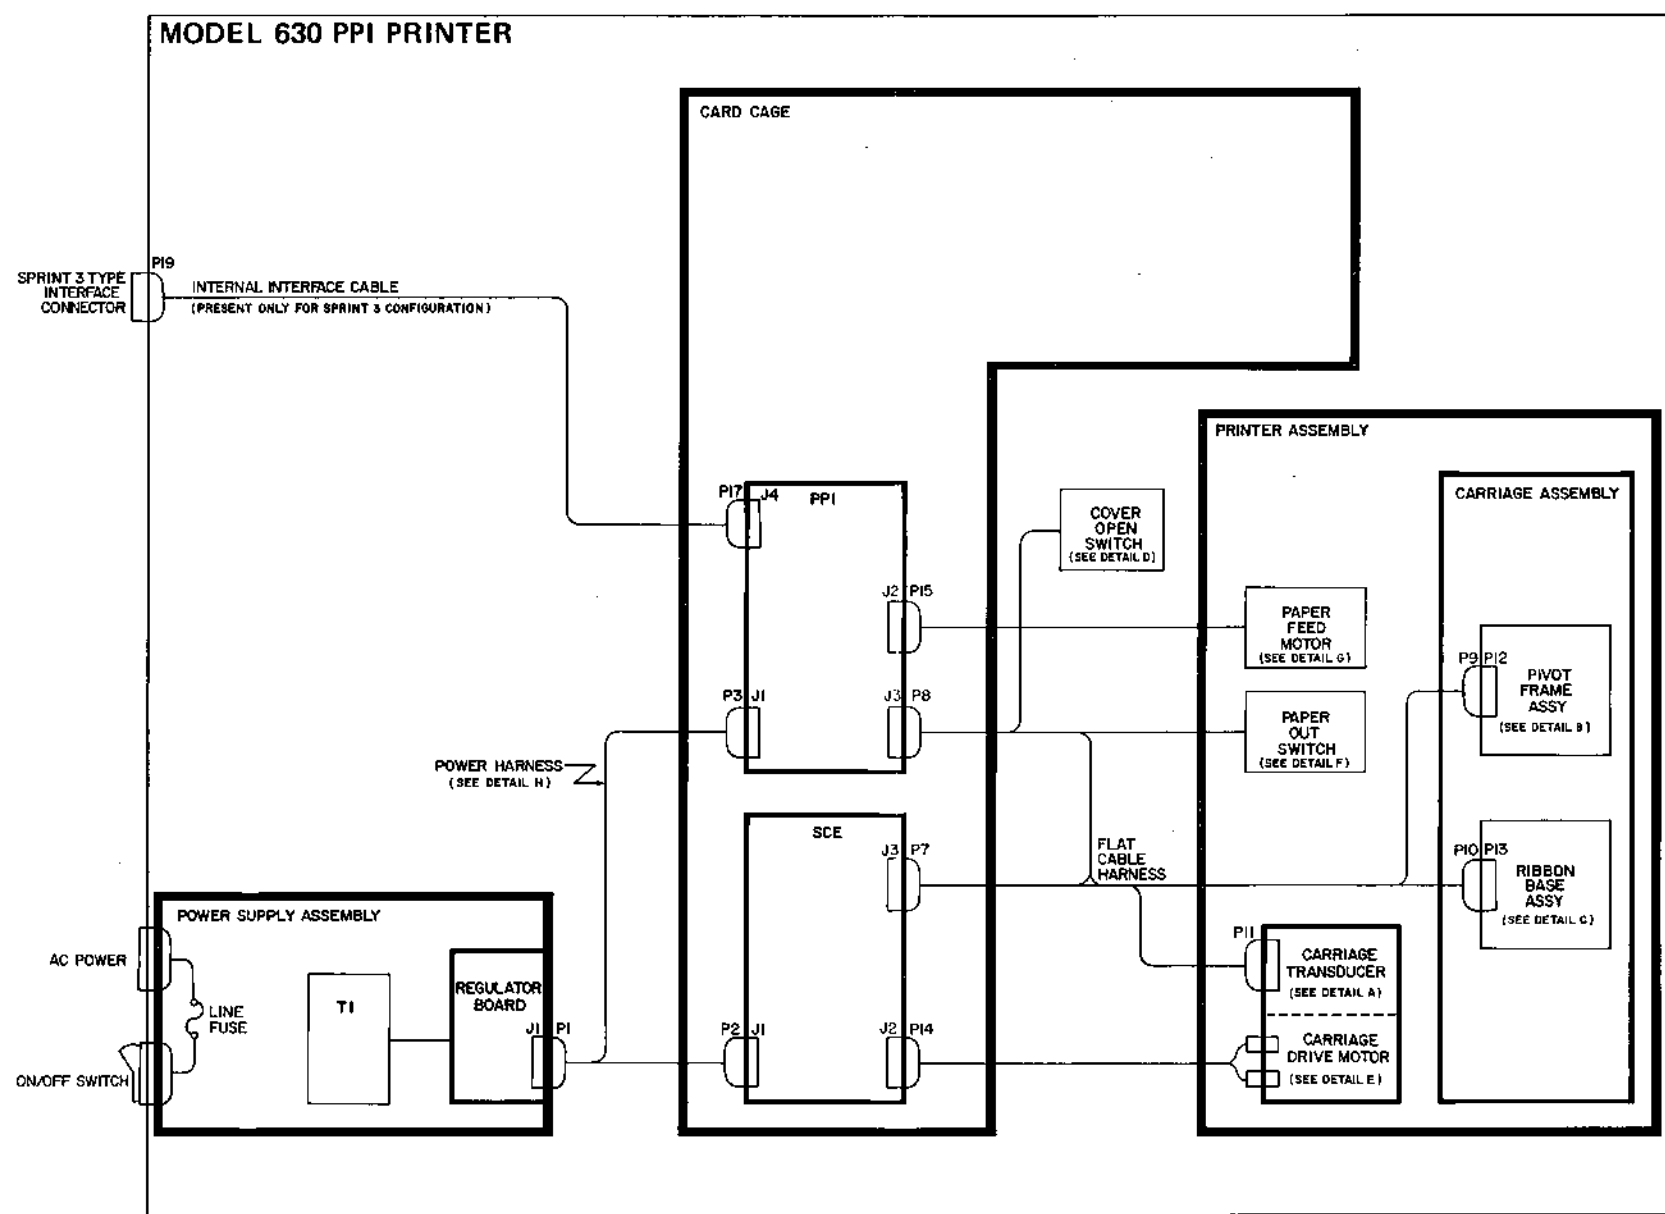 MODEL 630 PPI PRINTER
CARD CAGE
P19
SPRINT 3 TYPE
INTERFACE
CONNECTOR
INTERNAL INTERFACE CABLE
(PRESENT ONLY FOR SPRINT 3 CONFIGURATION)
PRINTER ASSEMBLY
CARRIAGE ASSEMBLY
P17 J4
PPI
COVER
OPEN
SWITCH
(SEE DETAIL D)
J2 P15
PAPER
FEED
MOTOR
(SEE DETAIL G)
P9 P12
PIVOT
FRAME
ASSY
(SEE DETAIL B)
P3 J1
J3 P8
PAPER
OUT
SWITCH
(SEE DETAIL F)
POWER HARNESS
(SEE DETAIL H)
SCE
J3 P7
FLAT
CABLE
HARNESS
P10 P13
RIBBON
BASE
ASSY
(SEE DETAIL C)
POWER SUPPLY ASSEMBLY
AC POWER
LINE
FUSE
T1
REGULATOR
BOARD
J1 P1
ON/OFF SWITCH
P2 J1
J2 P14
P11
CARRIAGE
TRANSDUCER
(SEE DETAIL A)
CARRIAGE
DRIVE MOTOR
(SEE DETAIL E)